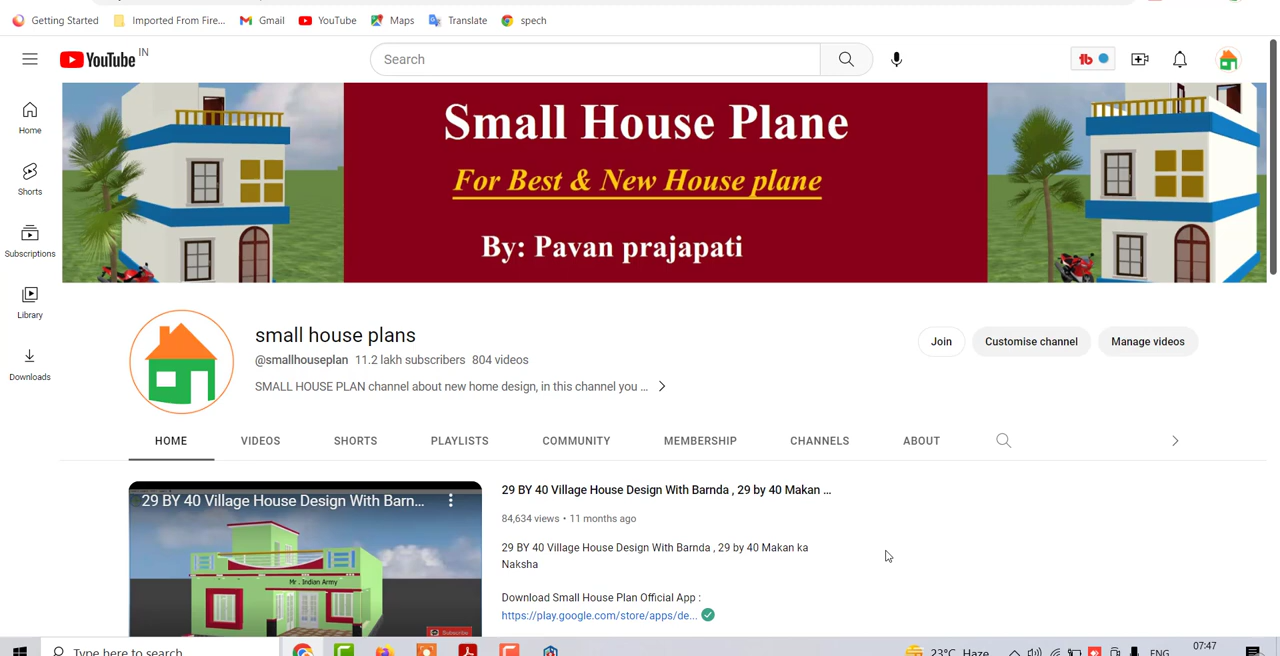 Getting Started Imported From Fire... Gmail YouTube Maps Translate spech
YouTube IN
Search
Small House Plane
For Best & New House plane
By: Pavan prajapati
Home
Shorts
Subscriptions
Library
Downloads
small house plans
@smallhouseplan 11.2 lakh subscribers 804 videos
SMALL HOUSE PLAN channel about new home design, in this channel you ...
Join Customise channel Manage videos
HOME VIDEOS SHORTS PLAYLISTS COMMUNITY MEMBERSHIP CHANNELS ABOUT
29 BY 40 Village House Design With Barn...
Mr . Indian Army
Subscribe
29 BY 40 Village House Design With Barnda , 29 by 40 Makan ...
84,634 views • 11 months ago
29 BY 40 Village House Design With Barnda , 29 by 40 Makan ka
Naksha
Download Small House Plan Official App :
https://play.google.com/store/apps/de...
Type here to search
23°C Haze ENG 07:47